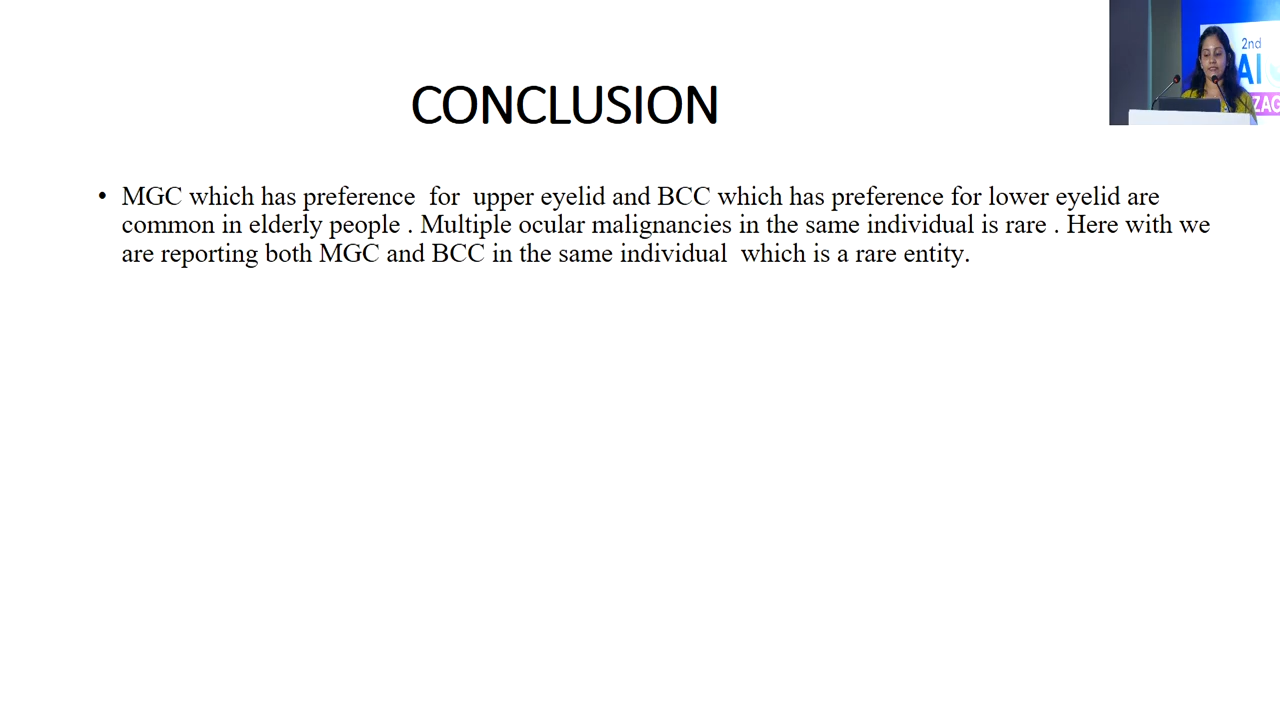 CONCLUSION
• MGC which has preference for upper eyelid and BCC which has preference for lower eyelid are
common in elderly people . Multiple ocular malignancies in the same individual is rare . Here with we
are reporting both MGC and BCC in the same individual which is a rare entity.
2nd
AI
ZAG